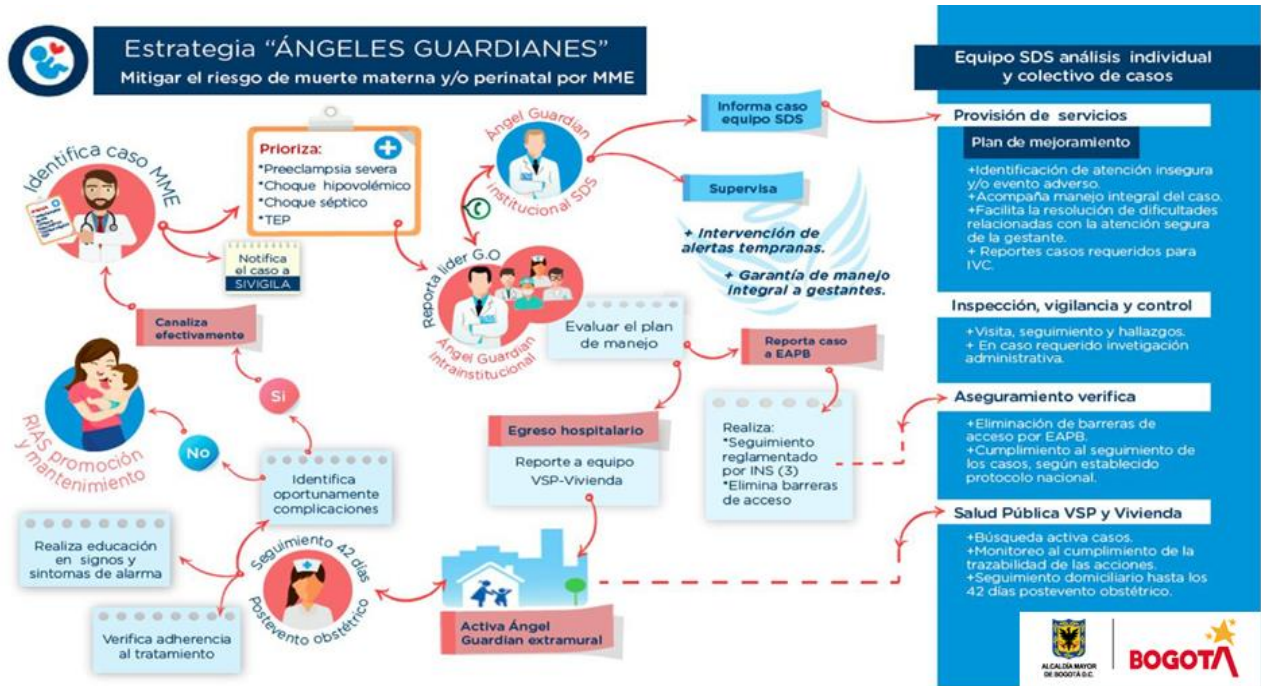 Estrategia “ÁNGELES GUARDIANES”
Mitigar el riesgo de muerte materna y/o perinatal por MME
Identifica caso MME
Prioriza:
*Preeclampsia severa
*Choque hipovolémico
*Choque séptico
*TEP
Notifica
el caso a
SIVIGILA
Ángel Guardian
Institucional SDS
Informa caso
equipo SDS
Supervisa
+ Intervención de
alertas tempranas.
+ Garantía de manejo
integral a gestantes.
Reporta lider G.O
Ángel Guardian
Intrainstitucional
Evaluar el plan
de manejo
Reporta caso
a EAPB
Realiza:
*Seguimiento
reglamentado
por INS (3)
*Elimina barreras
de acceso
Egreso hospitalario
Reporte a equipo
VSP-Vivienda
Activa Ángel
Guardian extramural
Seguimiento 42 días
Postevento obstétrico
Canaliza
efectivamente
Si
No
RIAS promoción
y mantenimiento
Identifica
oportunamente
complicaciones
Realiza educación
en signos y
sintomas de alarma
Verifica adherencia
al tratamiento
Equipo SDS análisis individual
y colectivo de casos
Provisión de servicios
Plan de mejoramiento
+Identificación de atención insegura
y/o evento adverso.
+Acompaña manejo integral del caso.
+Facilita la resolución de dificultades
relacionadas con la atención segura
de la gestante.
+ Reportes casos requeridos para
IVC.
Inspección, vigilancia y control
+Visita, seguimiento y hallazgos.
+ En caso requerido invetigación
administrativa.
Aseguramiento verifica
+Eliminación de barreras de
acceso por EAPB.
+Cumplimiento al seguimiento de
los casos, según establecido
protocolo nacional.
Salud Pública VSP y Vivienda
+Búsqueda activa casos.
+Monitoreo al cumplimiento de la
trazabilidad de las acciones.
+Seguimiento domiciliario hasta los
42 días postevento obstétrico.
ALCALDÍA MAYOR
DE BOGOTÁ D.C.
BOGOTÁ